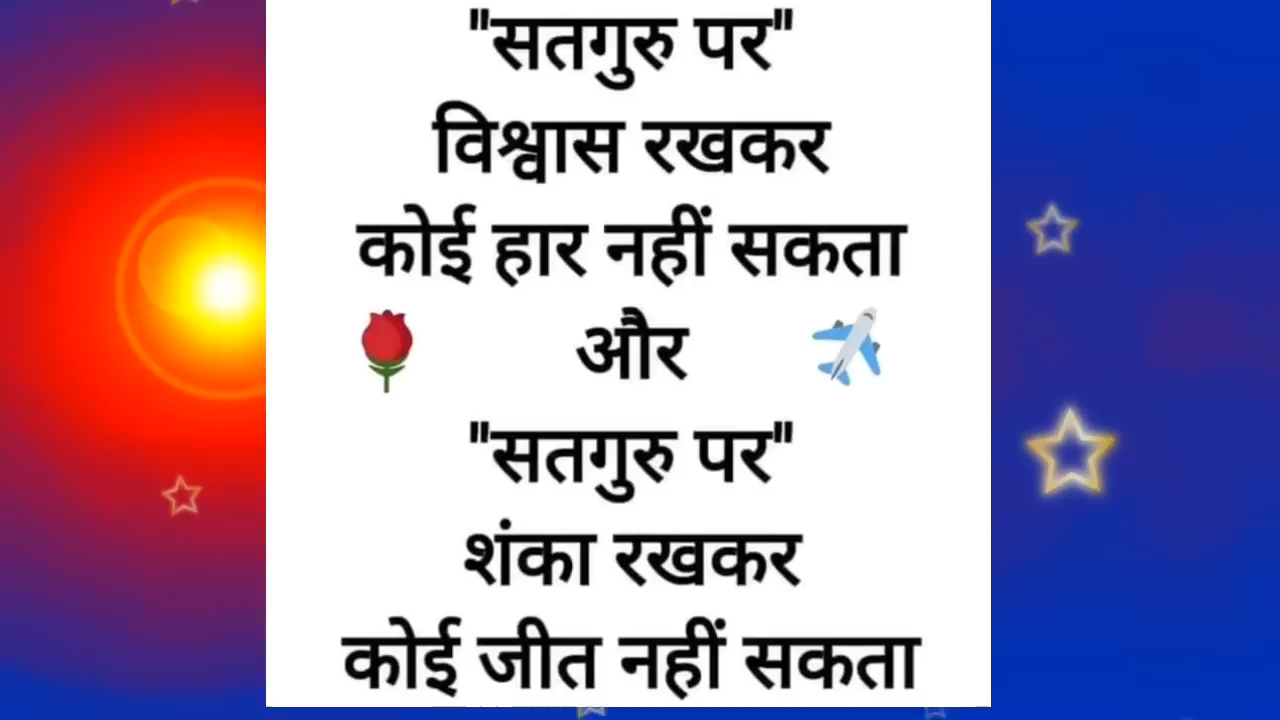 "सतगुरु पर"
विश्वास रखकर
कोई हार नहीं सकता
और
"सतगुरु पर"
शंका रखकर
कोई जीत नहीं सकता